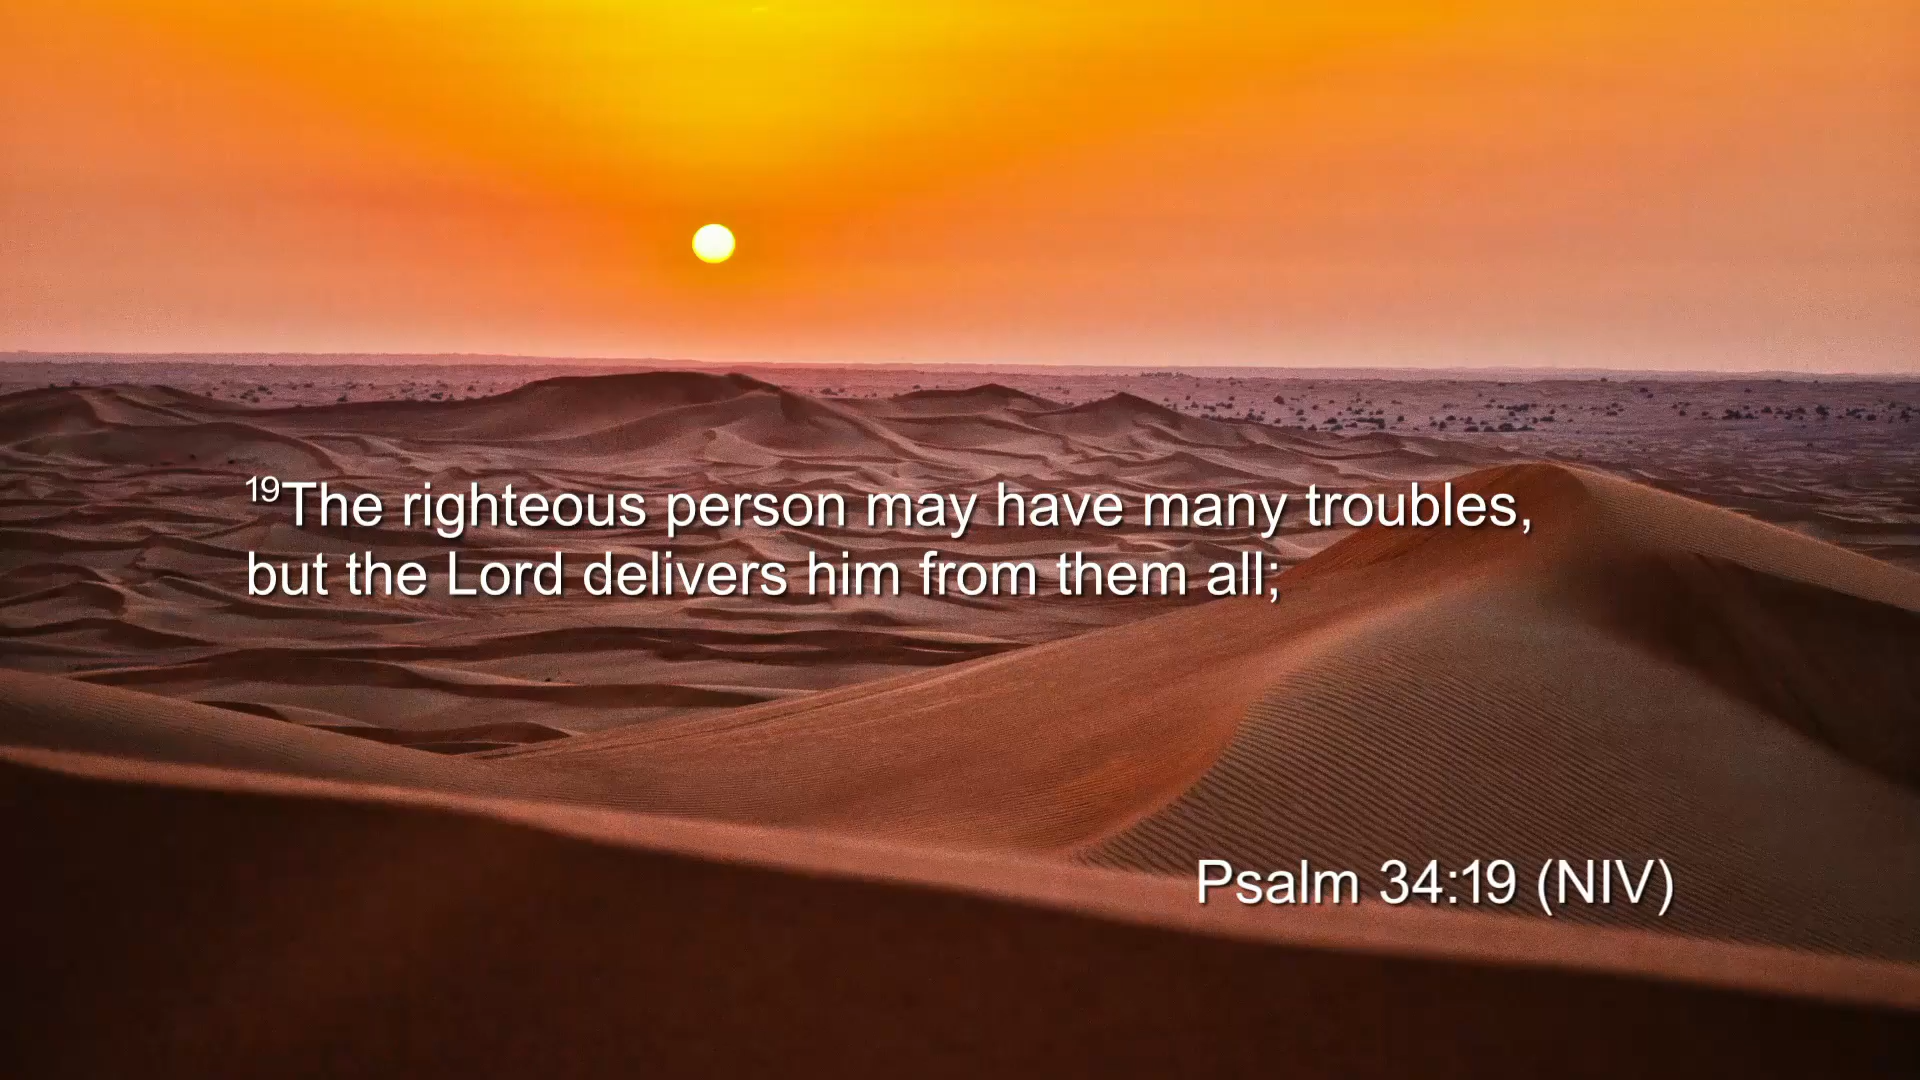 19The righteous person may have many troubles,
but the Lord delivers him from them all;
Psalm 34:19 (NIV)